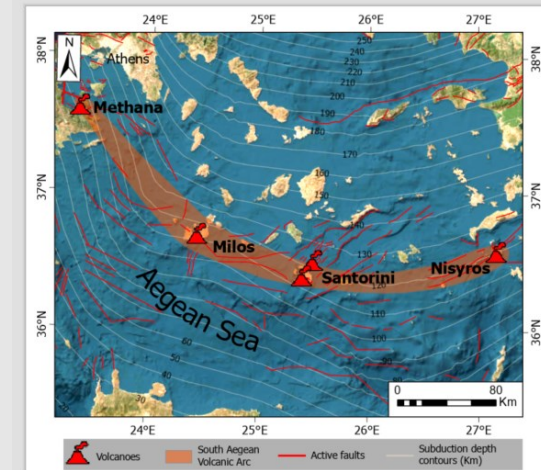 24°E 25°E 26°E 27°E
38°N
38°N
N
Athens
250
240
230
220
210
200
190
180
Methana
170
160
150
37°N
37°N
140
Milos
130
Santorini
Nisyros
120
110
100
90
Aegean Sea
60
50
40
30
36°N
36°N
0 80
Km
24°E 25°E 26°E 27°E
Volcanoes
South Aegean
Volcanic Arc
Active faults
Subduction depth
contours (Km)